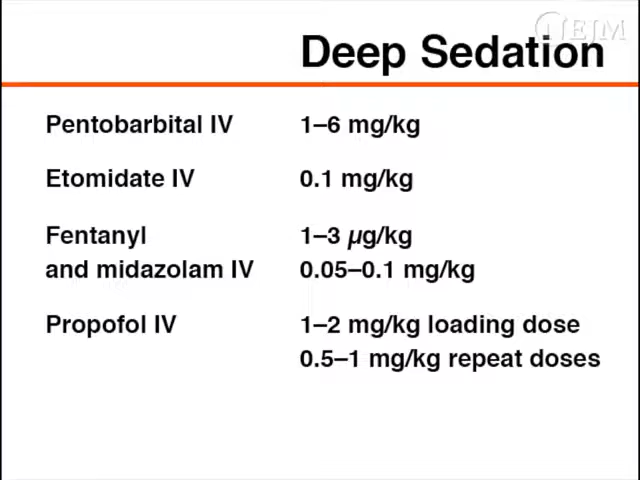 NEJM
Deep Sedation
Pentobarbital IV 1–6 mg/kg
Etomidate IV 0.1 mg/kg
Fentanyl 1–3 µg/kg
and midazolam IV 0.05–0.1 mg/kg
Propofol IV 1–2 mg/kg loading dose
0.5–1 mg/kg repeat doses